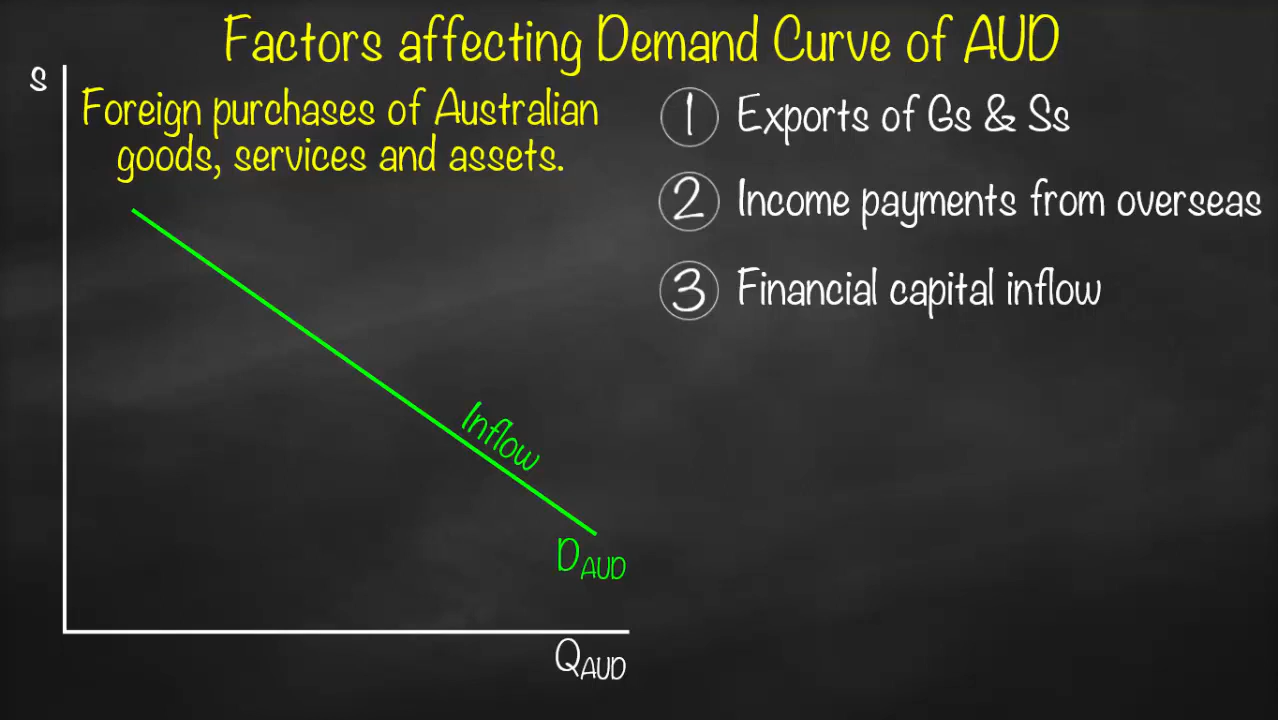 Factors affecting Demand Curve of AUD
S
Foreign purchases of Australian
goods, services and assets.
1 Exports of Gs & Ss
2 Income payments from overseas
3 Financial capital inflow
Inflow
DAUD
QAUD